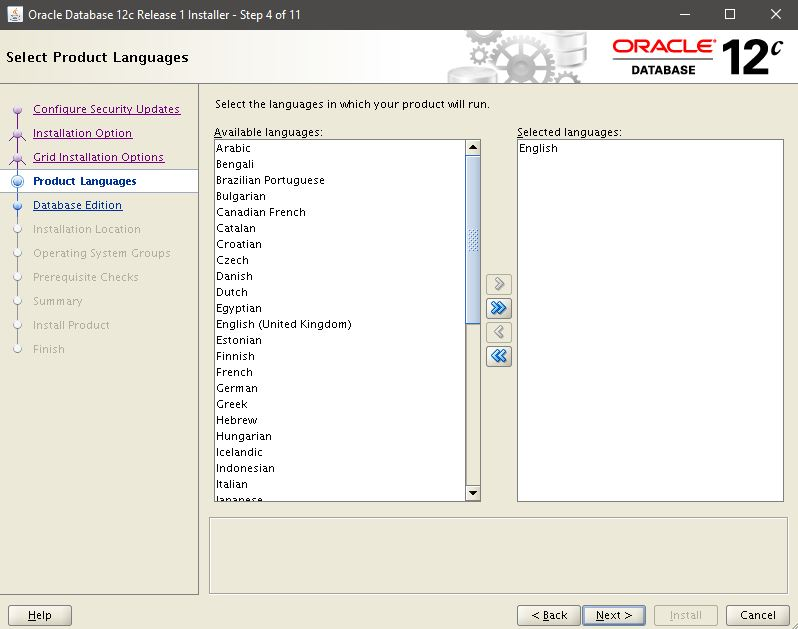 Oracle Database 12c Release 1 Installer - Step 4 of 11
Select Product Languages
ORACLE
DATABASE
12c
Configure Security Updates
Installation Option
Grid Installation Options
Product Languages
Database Edition
Installation Location
Operating System Groups
Prerequisite Checks
Summary
Install Product
Finish
Select the languages in which your product will run.
Available languages:
Arabic
Bengali
Brazilian Portuguese
Bulgarian
Canadian French
Catalan
Croatian
Czech
Danish
Dutch
Egyptian
English (United Kingdom)
Estonian
Finnish
French
German
Greek
Hebrew
Hungarian
Icelandic
Indonesian
Italian
Japanese
Selected languages:
English
Help
< Back
Next >
Install
Cancel